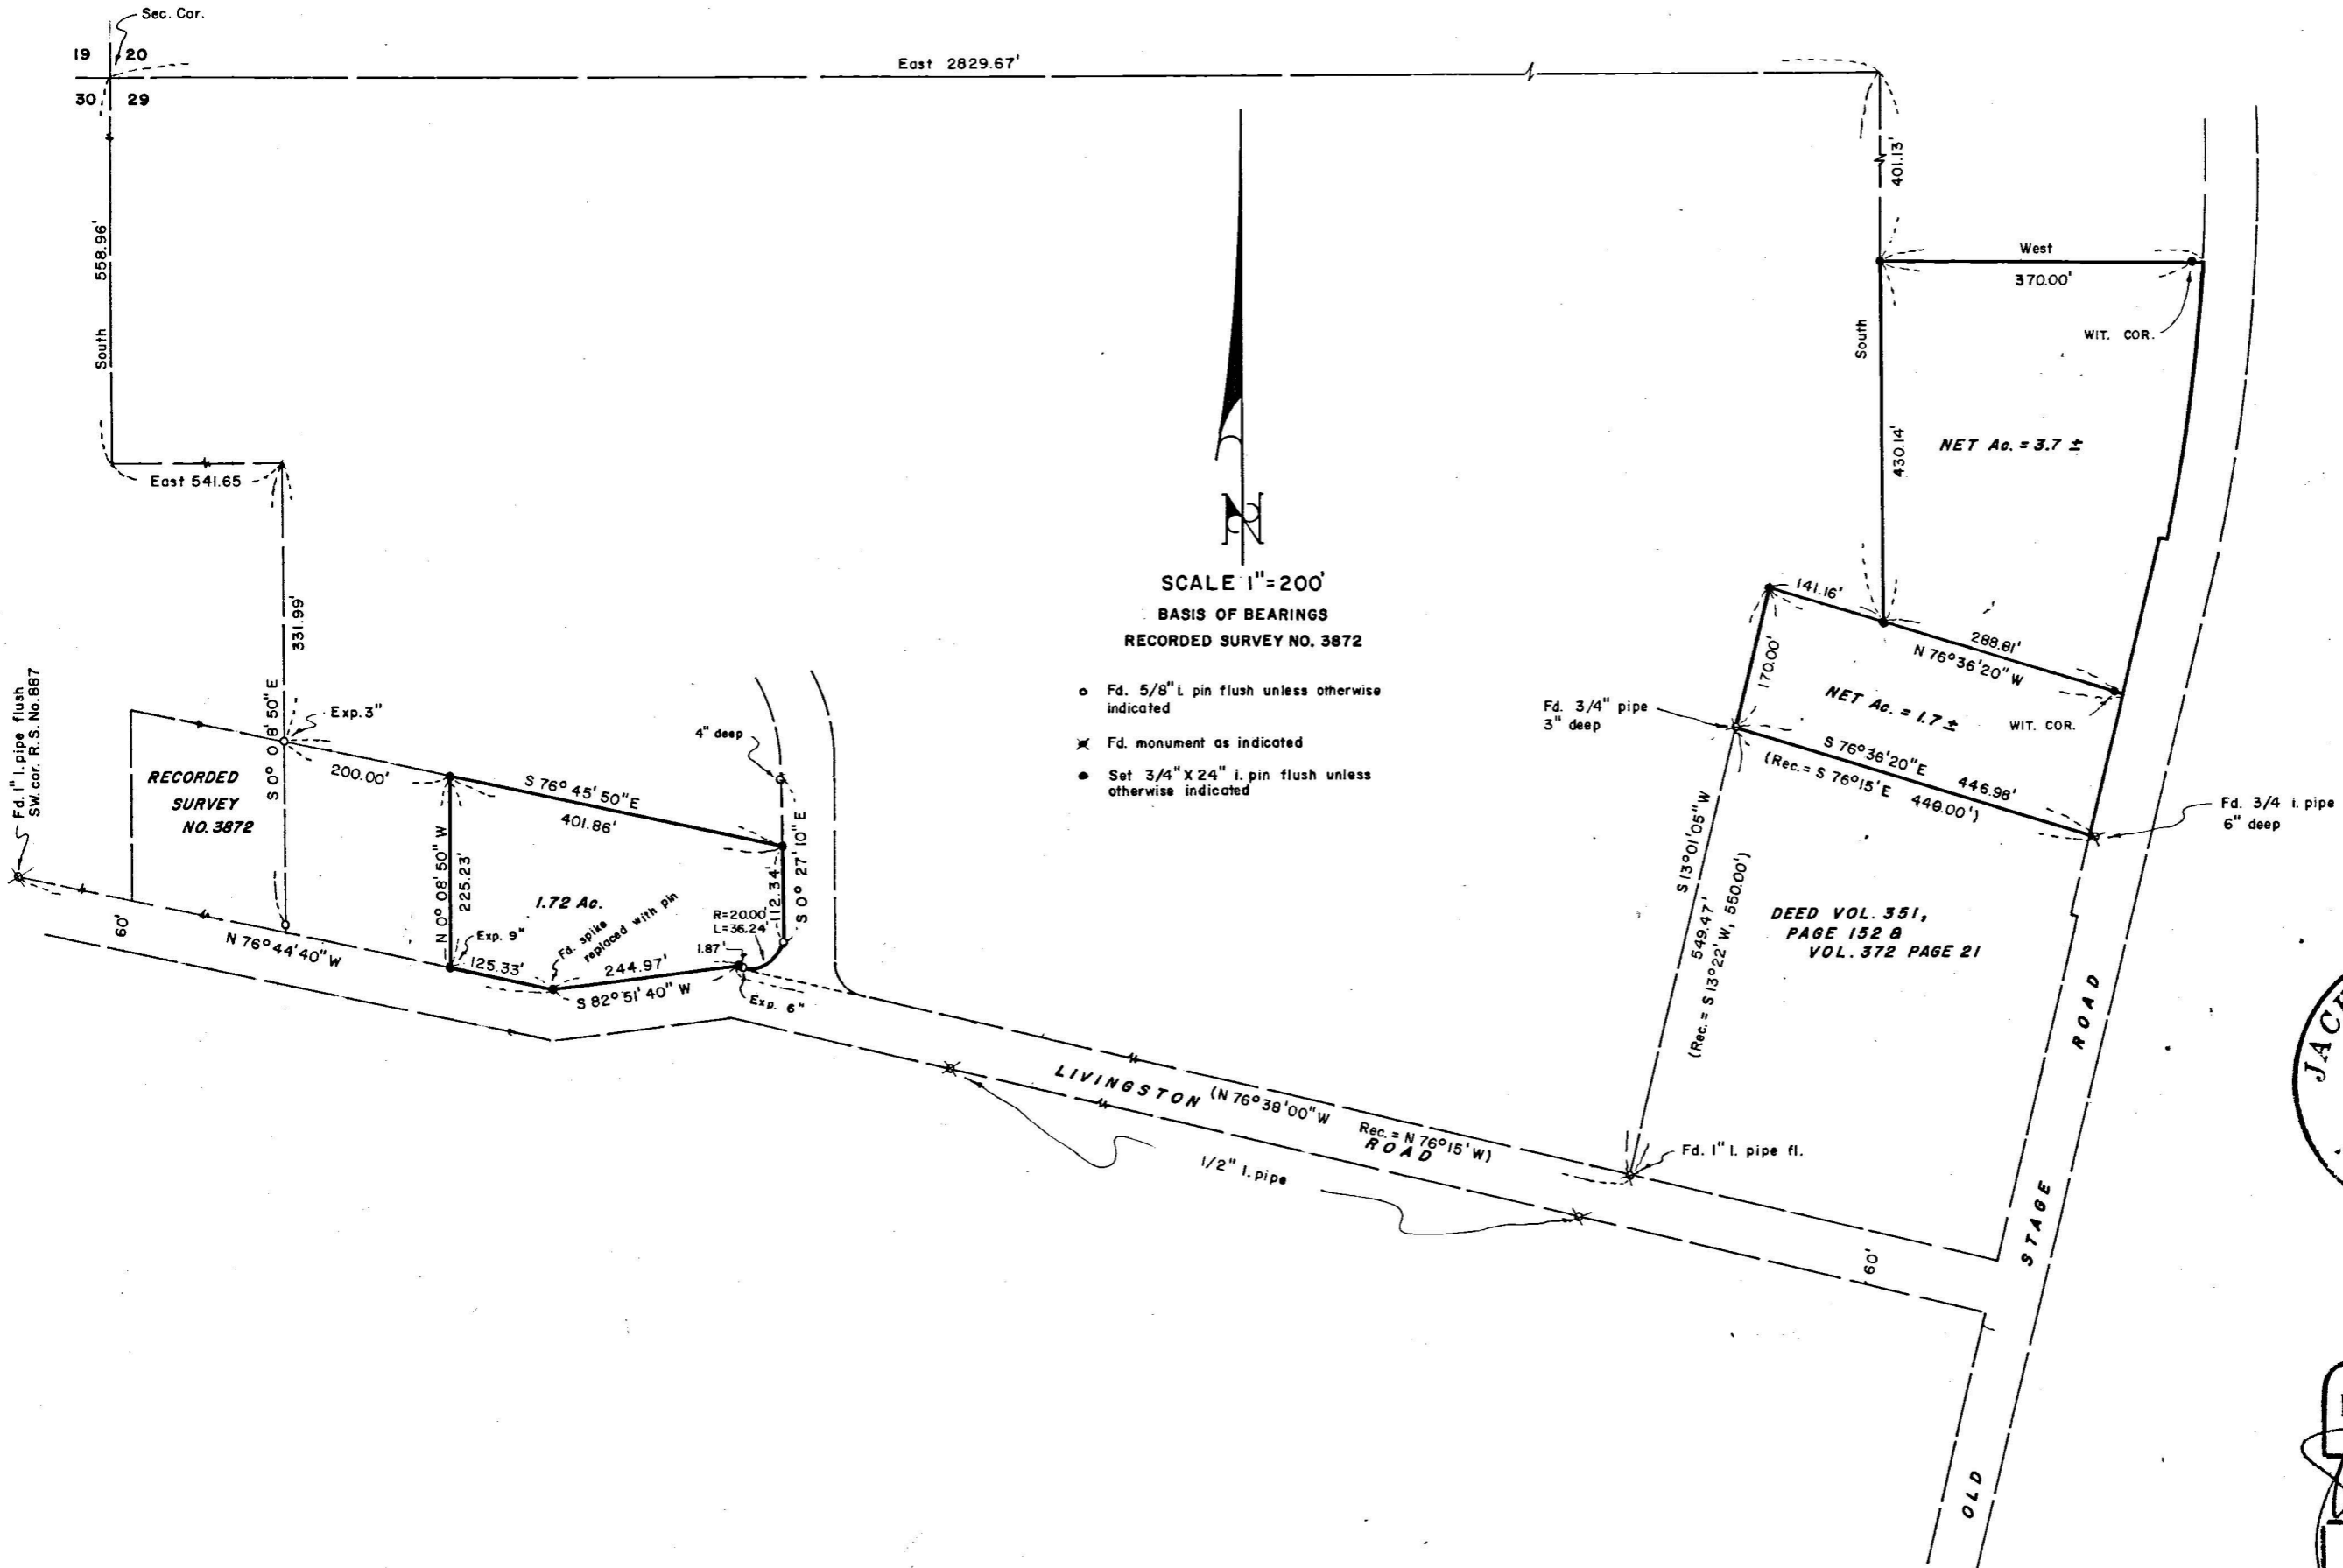 Sec. Cor.
19 20
30 29
East 2829.67'
558.96'
South
East 541.65
401.13'
West
370.00'
WIT. COR.
South
430.14'
NET Ac. = 3.7 ±
N
SCALE 1"=200'
BASIS OF BEARINGS
RECORDED SURVEY NO. 3872
Fd. 5/8" i. pin flush unless otherwise
indicated
Fd. monument as indicated
Set 3/4" X 24" i. pin flush unless
otherwise indicated
331.99'
S 0° 08' 50" E
Exp. 3"
Fd. 1" I. pipe flush
SW. cor. R. S. No. 887
RECORDED
SURVEY
NO. 3872
200.00'
S 76° 45' 50" E
401.86'
4" deep
N 0° 08' 50" W
225.23'
1.72 Ac.
R=20.00'
L=36.24'
112.34'
S 0° 27' 10" E
1.87'
Exp. 9"
Fd. spike
replaced with pin
125.33'
244.97'
S 82° 51' 40" W
Exp. 6"
60'
N 76° 44' 40" W
141.16'
288.81'
N 76° 36' 20" W
170.00'
NET Ac. = 1.7 ±
WIT. COR.
Fd. 3/4" pipe
3" deep
S 76° 36' 20" E 446.98'
(Rec. = S 76° 15' E 449.00')
Fd. 3/4 i. pipe
6" deep
S 13° 01' 05" W
549.47'
(Rec. = S 13° 22' W, 550.00')
DEED VOL. 351,
PAGE 152 &
VOL. 372 PAGE 21
LIVINGSTON ROAD
(N 76° 38' 00" W
Rec. = N 76° 15' W)
1/2" I. pipe
Fd. 1" I. pipe fl.
60'
OLD STAGE ROAD
JAC